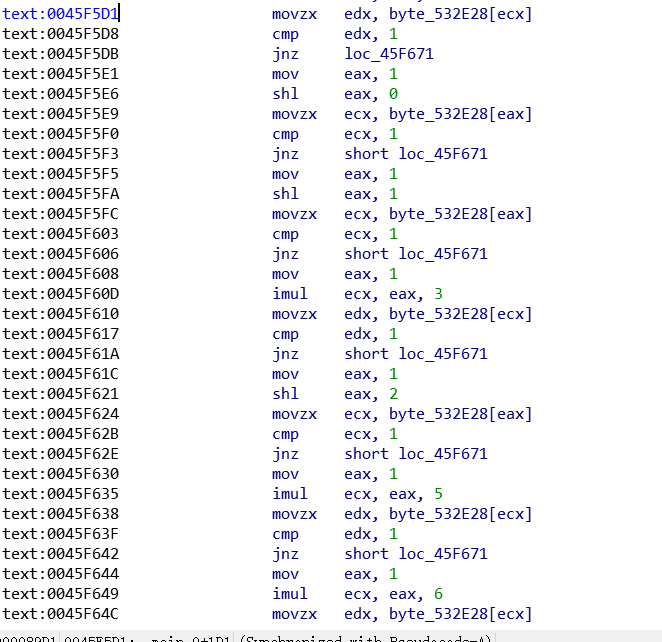 text:0045F5D1 movzx edx, byte_532E28[ecx]
text:0045F5D8 cmp edx, 1
text:0045F5DB jnz loc_45F671
text:0045F5E1 mov eax, 1
text:0045F5E6 shl eax, 0
text:0045F5E9 movzx ecx, byte_532E28[eax]
text:0045F5F0 cmp ecx, 1
text:0045F5F3 jnz short loc_45F671
text:0045F5F5 mov eax, 1
text:0045F5FA shl eax, 1
text:0045F5FC movzx ecx, byte_532E28[eax]
text:0045F603 cmp ecx, 1
text:0045F606 jnz short loc_45F671
text:0045F608 mov eax, 1
text:0045F60D imul ecx, eax, 3
text:0045F610 movzx edx, byte_532E28[ecx]
text:0045F617 cmp edx, 1
text:0045F61A jnz short loc_45F671
text:0045F61C mov eax, 1
text:0045F621 shl eax, 2
text:0045F624 movzx ecx, byte_532E28[eax]
text:0045F62B cmp ecx, 1
text:0045F62E jnz short loc_45F671
text:0045F630 mov eax, 1
text:0045F635 imul ecx, eax, 5
text:0045F638 movzx edx, byte_532E28[ecx]
text:0045F63F cmp edx, 1
text:0045F642 jnz short loc_45F671
text:0045F644 mov eax, 1
text:0045F649 imul ecx, eax, 6
text:0045F64C movzx edx, byte_532E28[ecx]